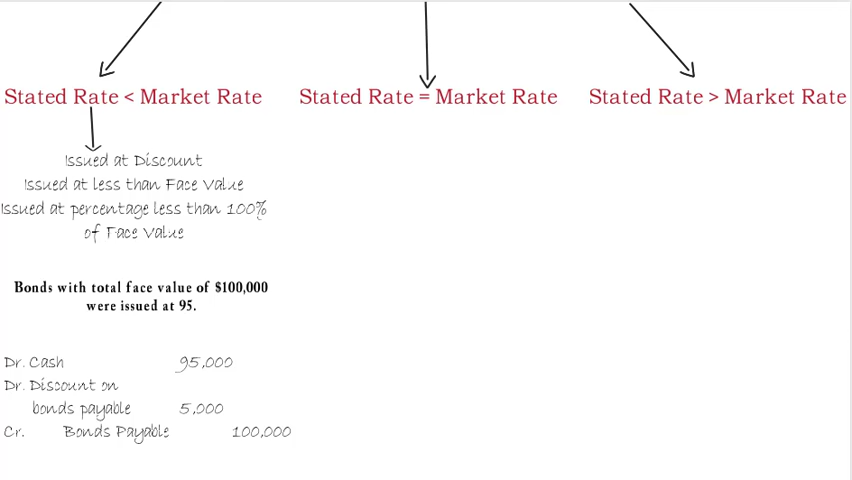 Stated Rate < Market Rate
Stated Rate = Market Rate
Stated Rate > Market Rate
Issued at Discount
Issued at less than Face Value
Issued at percentage less than 100%
of Face Value
Bonds with total face value of $100,000
were issued at 95.
Dr. Cash 95,000
Dr. Discount on
bonds payable 5,000
Cr. Bonds Payable 100,000